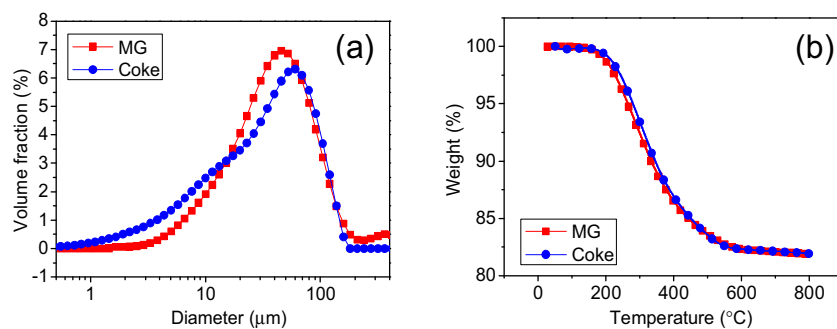 (a)
MG
Coke
8
7
6
5
4
3
2
1
0
-1
Volume fraction (%)
1 10 100
Diameter (μm)
(b)
100
95
90
85
80
Weight (%)
MG
Coke
0 200 400 600 800
Temperature (°C)